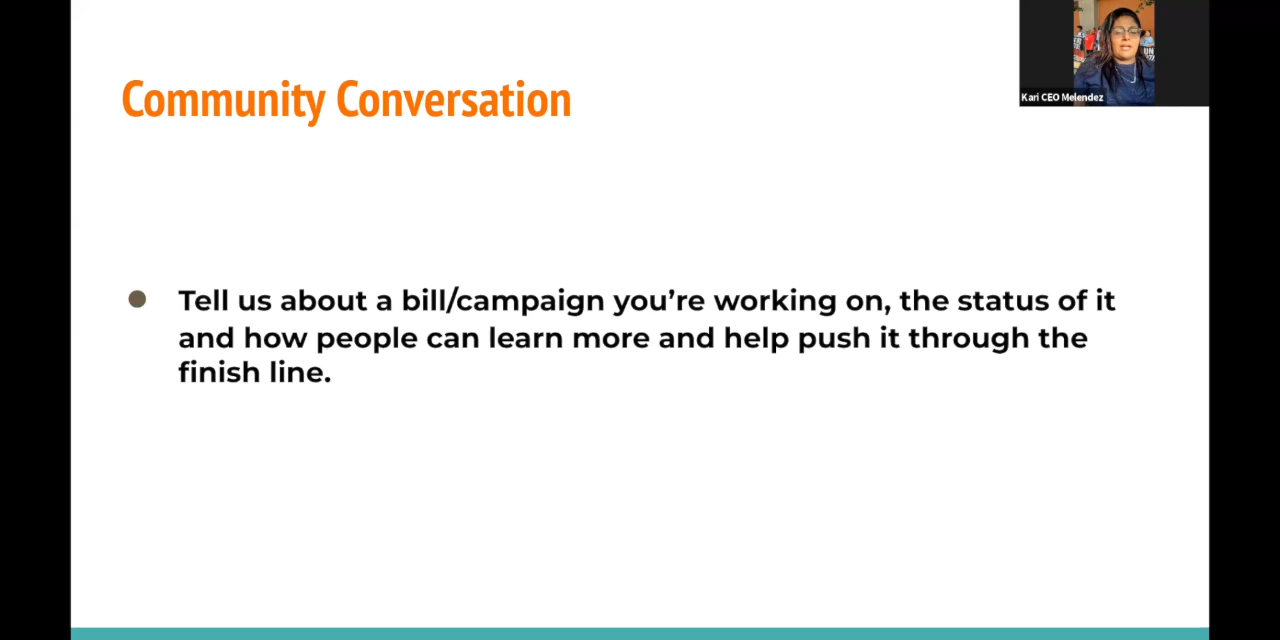 Community Conversation
Kari CEO Melendez
Tell us about a bill/campaign you're working on, the status of it
and how people can learn more and help push it through the
finish line.